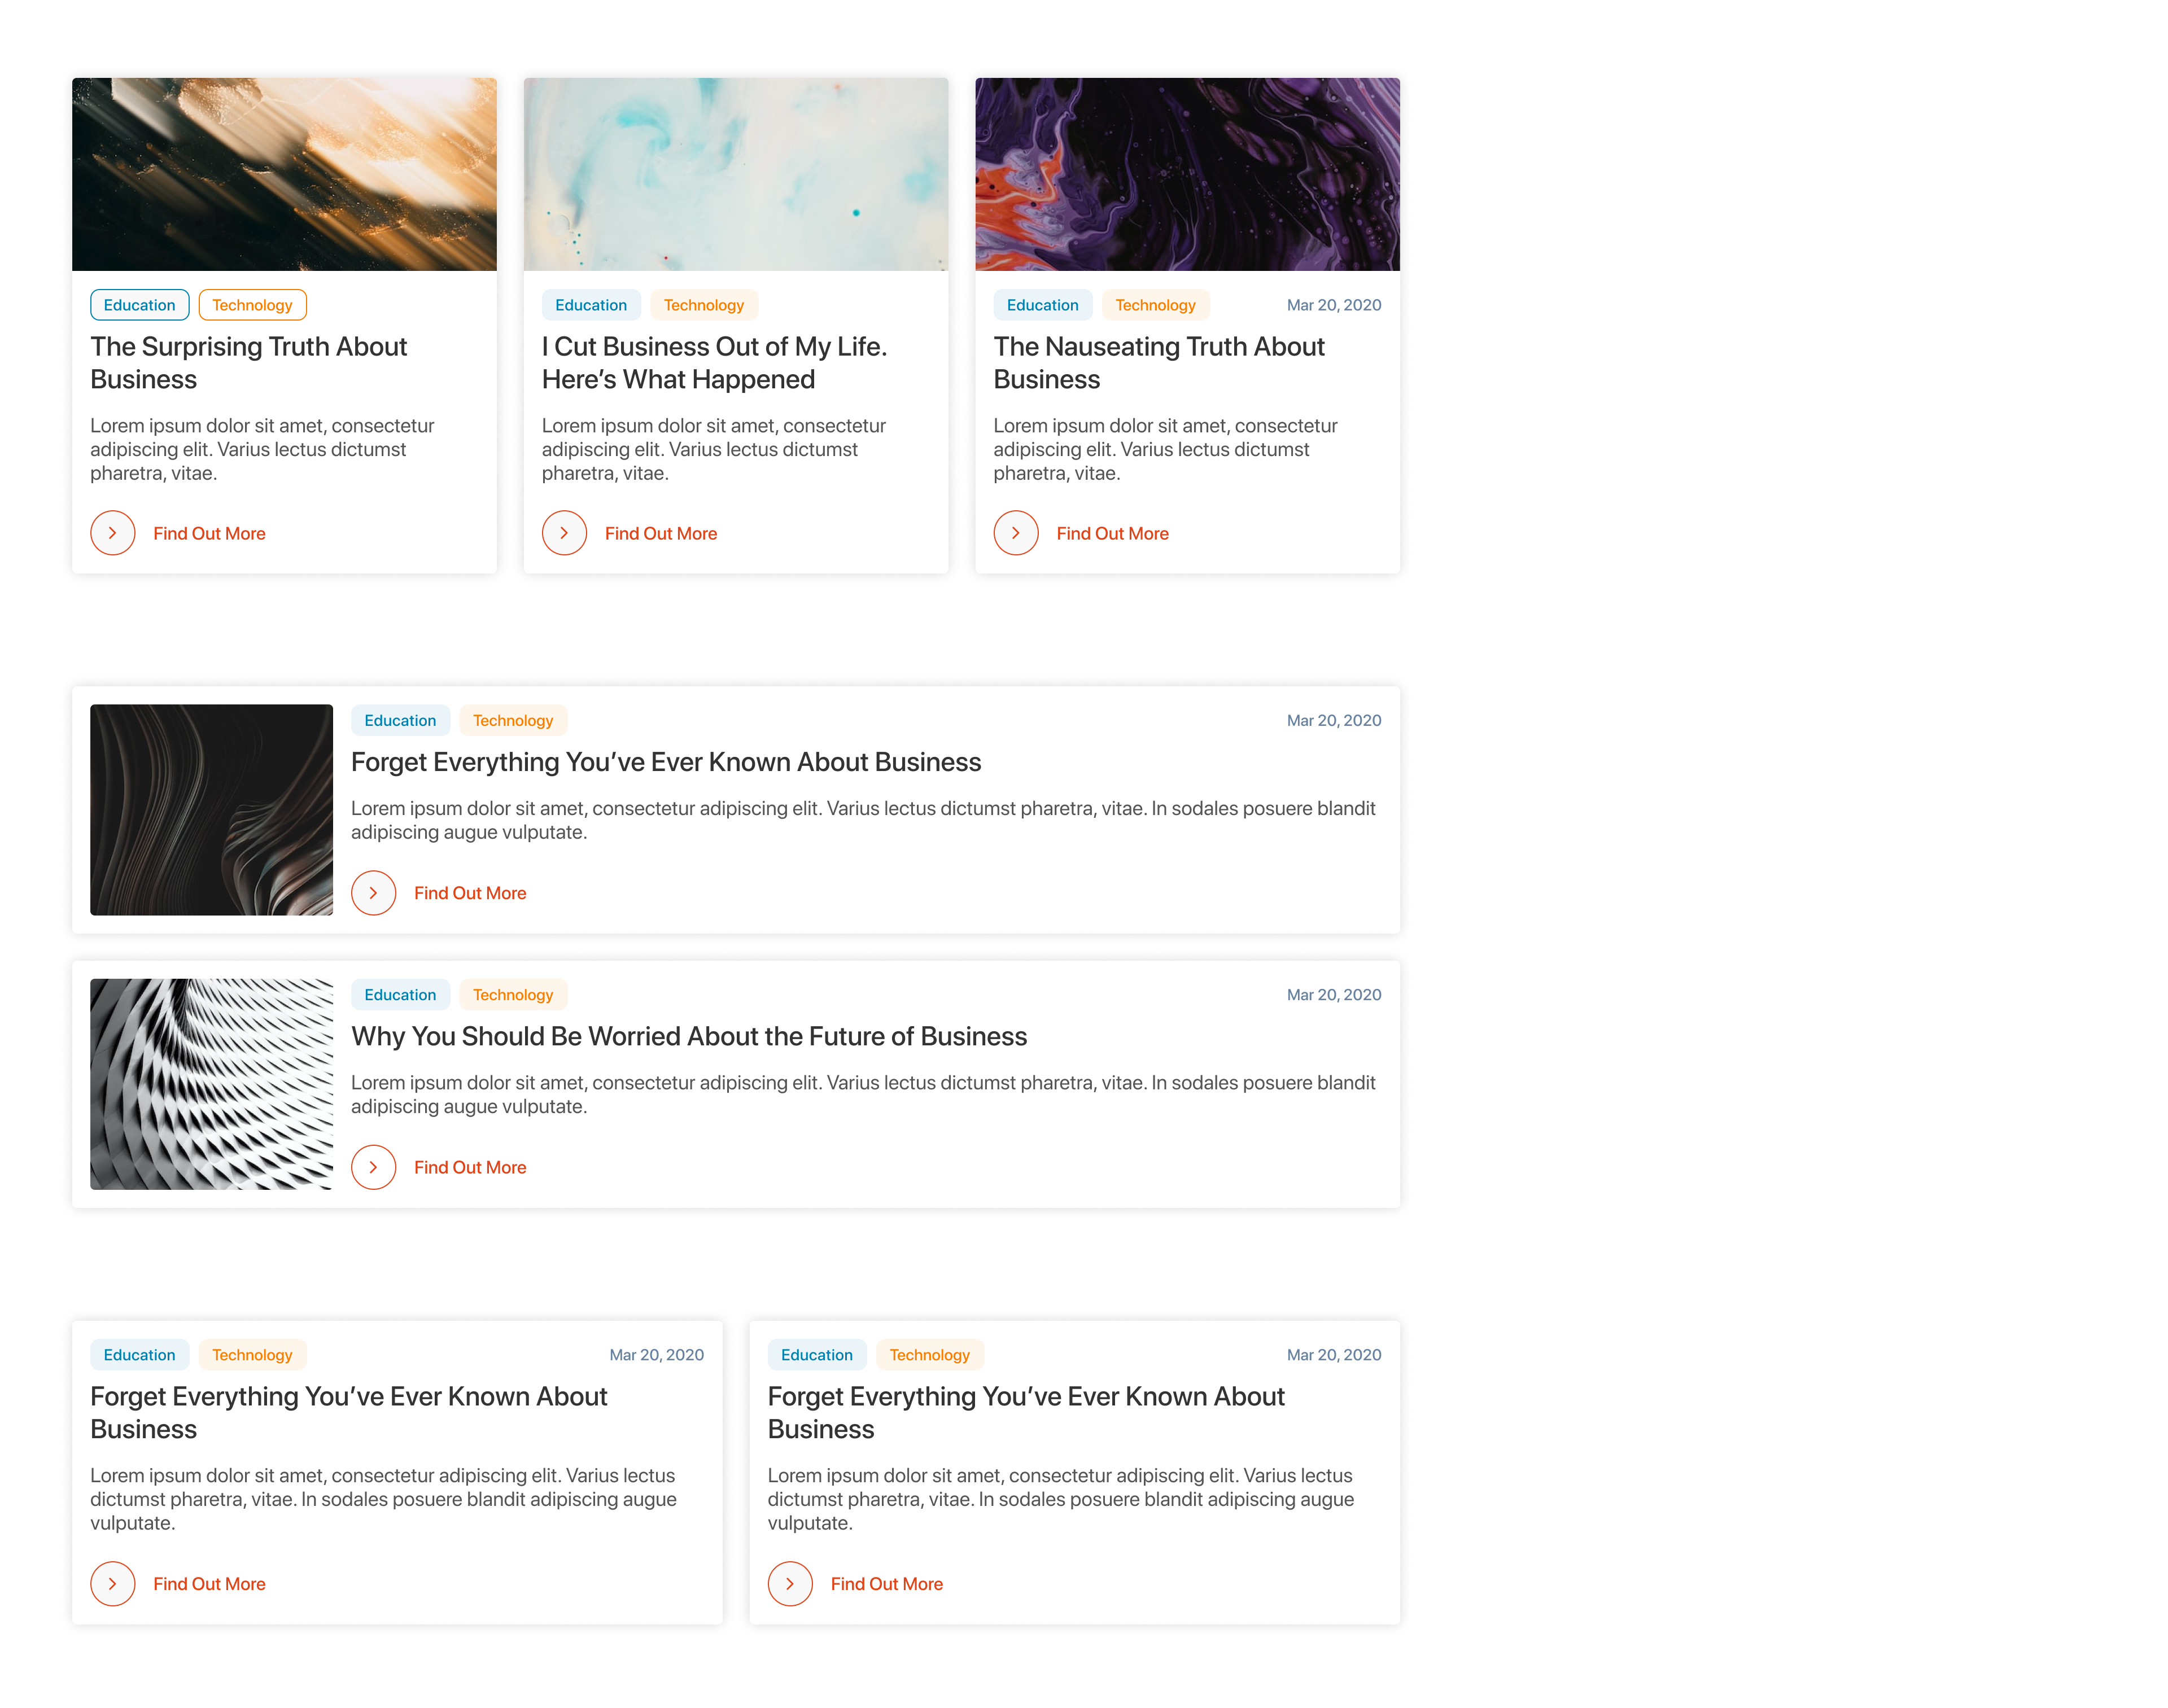 Education Technology
The Surprising Truth About
Business
Lorem ipsum dolor sit amet, consectetur
adipiscing elit. Varius lectus dictumst
pharetra, vitae.
Find Out More
Education Technology
I Cut Business Out of My Life.
Here’s What Happened
Lorem ipsum dolor sit amet, consectetur
adipiscing elit. Varius lectus dictumst
pharetra, vitae.
Find Out More
Education Technology Mar 20, 2020
The Nauseating Truth About
Business
Lorem ipsum dolor sit amet, consectetur
adipiscing elit. Varius lectus dictumst
pharetra, vitae.
Find Out More
Education Technology Mar 20, 2020
Forget Everything You’ve Ever Known About Business
Lorem ipsum dolor sit amet, consectetur adipiscing elit. Varius lectus dictumst pharetra, vitae. In sodales posuere blandit
adipiscing augue vulputate.
Find Out More
Education Technology Mar 20, 2020
Why You Should Be Worried About the Future of Business
Lorem ipsum dolor sit amet, consectetur adipiscing elit. Varius lectus dictumst pharetra, vitae. In sodales posuere blandit
adipiscing augue vulputate.
Find Out More
Education Technology Mar 20, 2020
Forget Everything You’ve Ever Known About
Business
Lorem ipsum dolor sit amet, consectetur adipiscing elit. Varius lectus
dictumst pharetra, vitae. In sodales posuere blandit adipiscing augue
vulputate.
Find Out More
Education Technology Mar 20, 2020
Forget Everything You’ve Ever Known About
Business
Lorem ipsum dolor sit amet, consectetur adipiscing elit. Varius lectus
dictumst pharetra, vitae. In sodales posuere blandit adipiscing augue
vulputate.
Find Out More